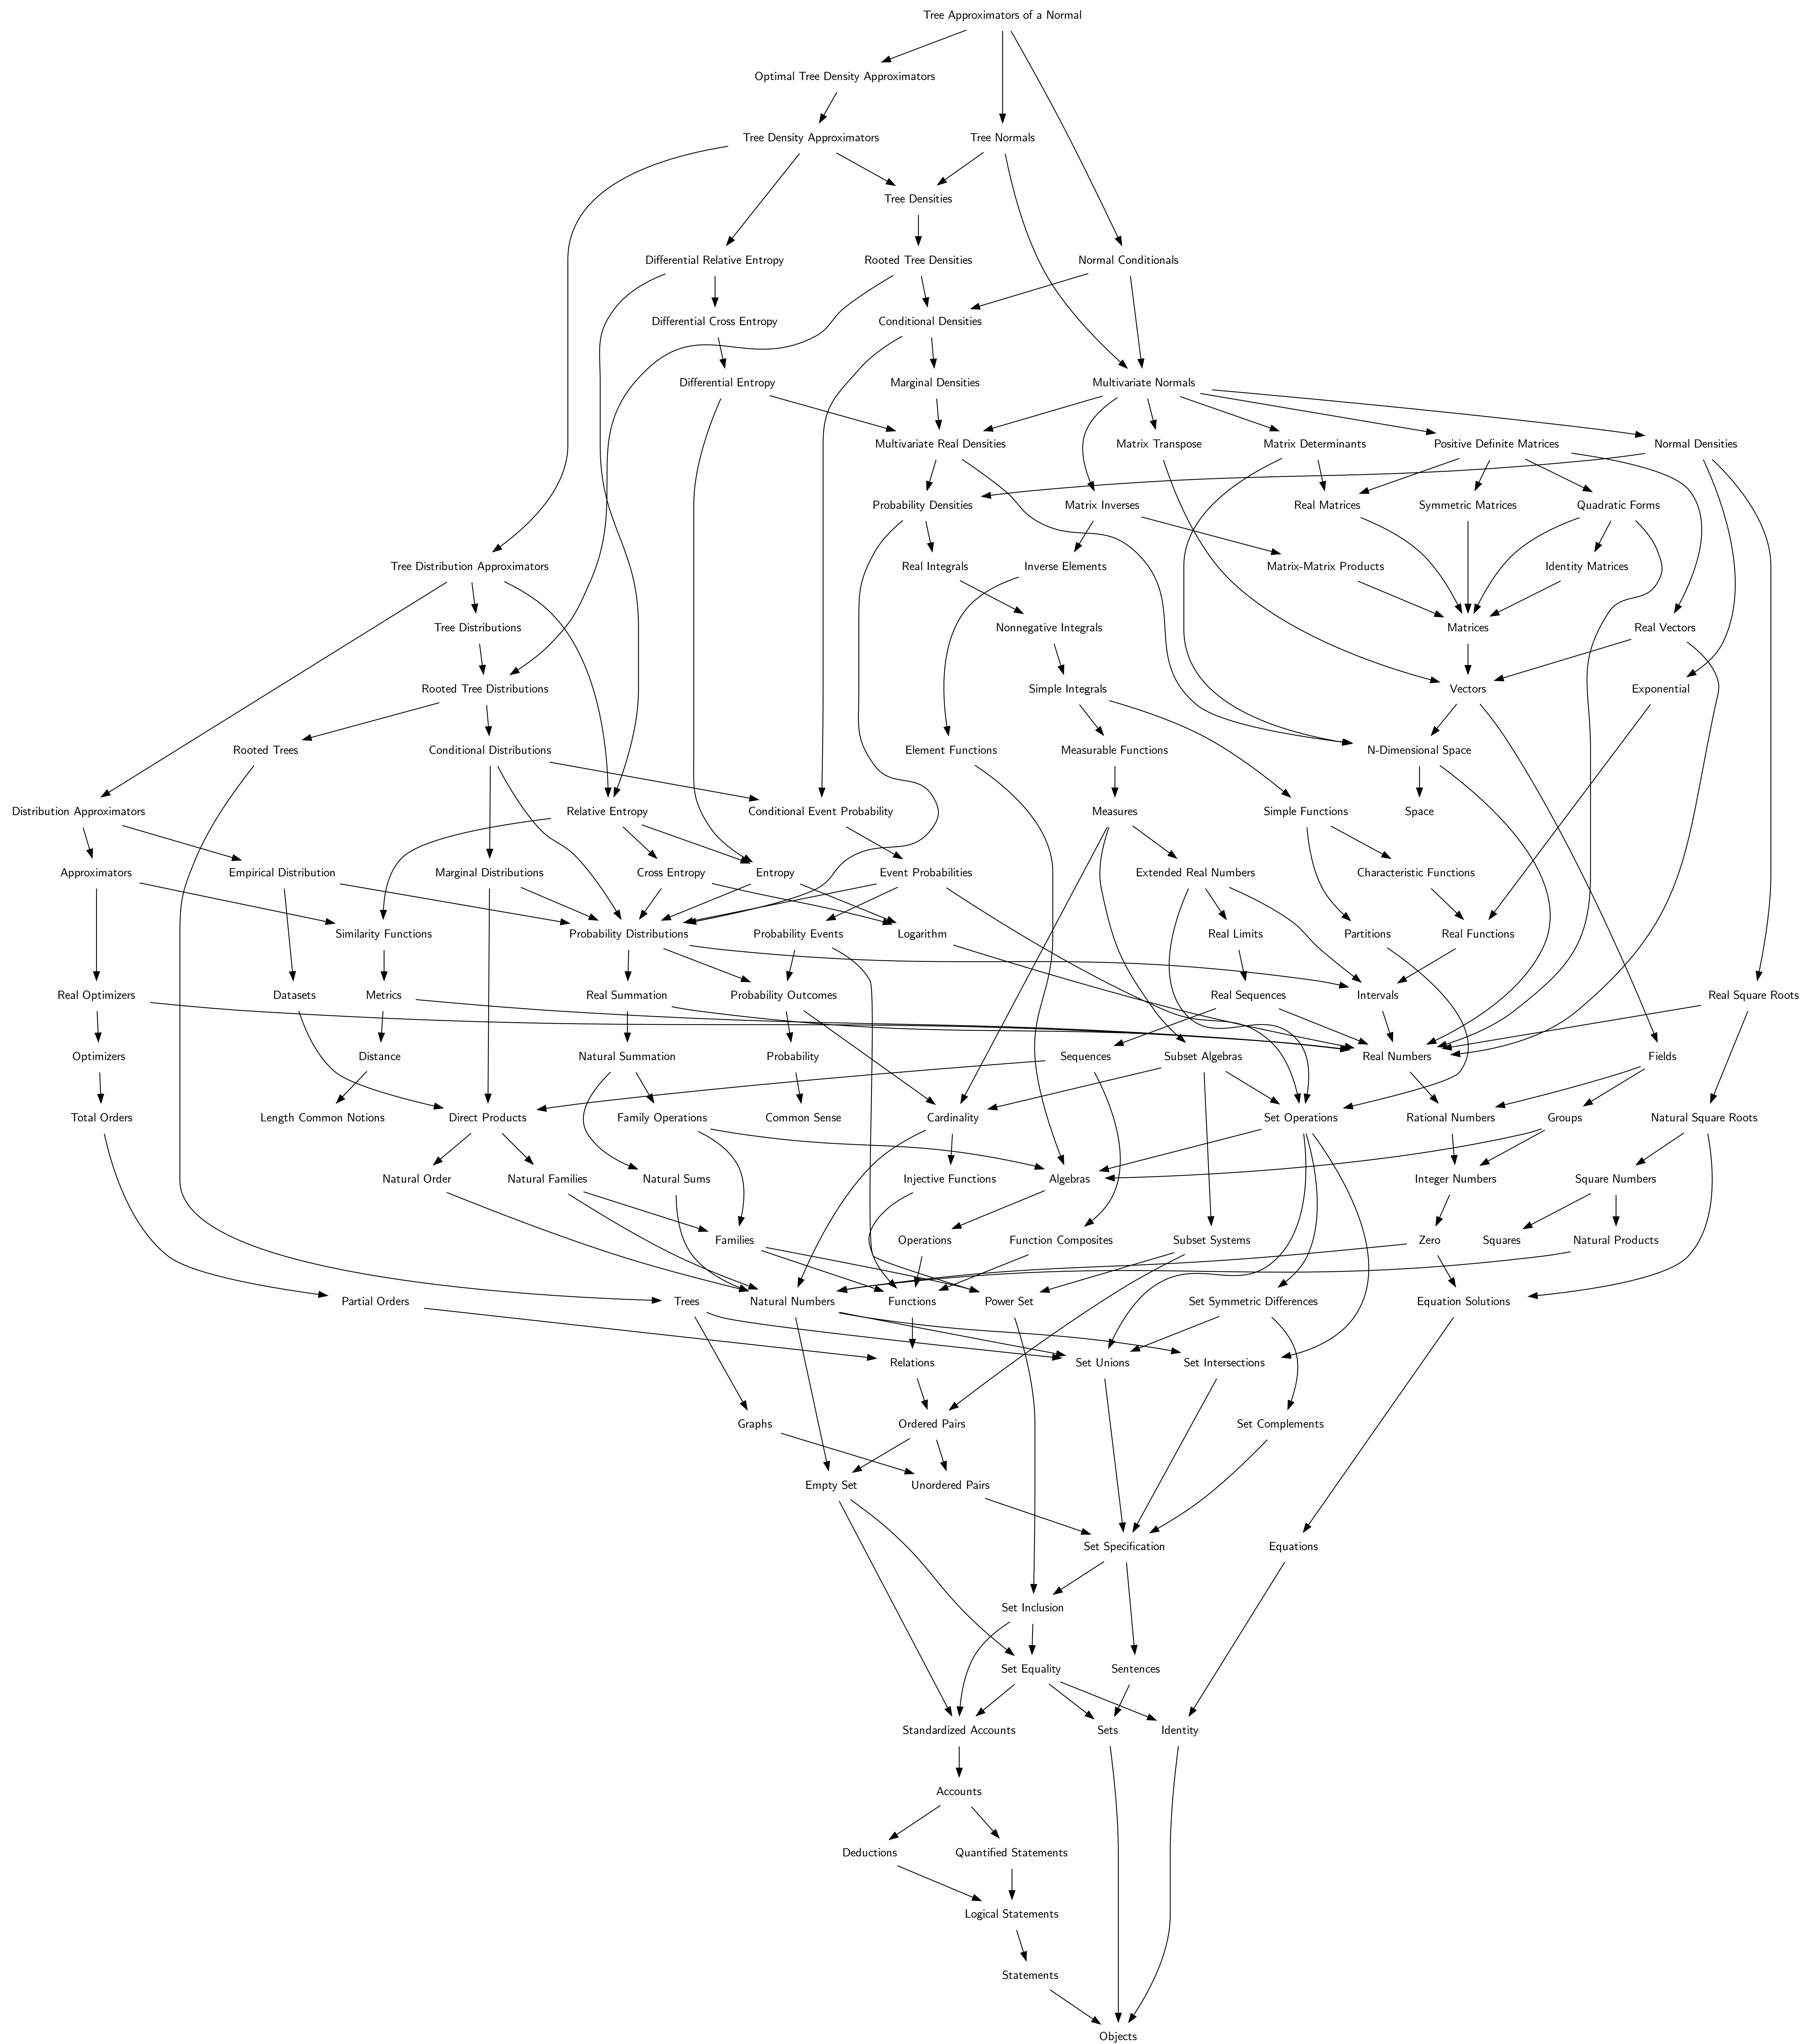 Tree Approximators of a Normal
Optimal Tree Density Approximators
Tree Density Approximators
Tree Normals
Tree Densities
Differential Relative Entropy
Rooted Tree Densities
Normal Conditionals
Differential Cross Entropy
Conditional Densities
Differential Entropy
Marginal Densities
Multivariate Normals
Multivariate Real Densities
Matrix Transpose
Matrix Determinants
Positive Definite Matrices
Normal Densities
Probability Densities
Matrix Inverses
Real Matrices
Symmetric Matrices
Quadratic Forms
Tree Distribution Approximators
Real Integrals
Inverse Elements
Matrix-Matrix Products
Identity Matrices
Tree Distributions
Nonnegative Integrals
Matrices
Real Vectors
Rooted Tree Distributions
Simple Integrals
Vectors
Exponential
Rooted Trees
Conditional Distributions
Element Functions
Measurable Functions
N-Dimensional Space
Distribution Approximators
Relative Entropy
Conditional Event Probability
Measures
Simple Functions
Space
Approximators
Empirical Distribution
Marginal Distributions
Cross Entropy
Entropy
Event Probabilities
Extended Real Numbers
Characteristic Functions
Similarity Functions
Probability Distributions
Probability Events
Logarithm
Real Limits
Partitions
Real Functions
Real Optimizers
Datasets
Metrics
Real Summation
Probability Outcomes
Real Sequences
Intervals
Real Square Roots
Optimizers
Distance
Natural Summation
Probability
Sequences
Subset Algebras
Real Numbers
Fields
Total Orders
Length Common Notions
Direct Products
Family Operations
Common Sense
Cardinality
Set Operations
Rational Numbers
Groups
Natural Square Roots
Natural Order
Natural Families
Natural Sums
Injective Functions
Algebras
Integer Numbers
Square Numbers
Families
Operations
Function Composites
Subset Systems
Zero
Squares
Natural Products
Partial Orders
Trees
Natural Numbers
Functions
Power Set
Set Symmetric Differences
Equation Solutions
Relations
Set Unions
Set Intersections
Graphs
Ordered Pairs
Set Complements
Empty Set
Unordered Pairs
Set Specification
Equations
Set Inclusion
Set Equality
Sentences
Standardized Accounts
Sets
Identity
Accounts
Deductions
Quantified Statements
Logical Statements
Statements
Objects